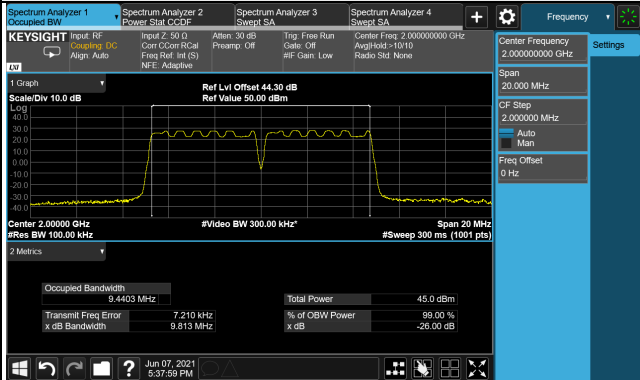 Spectrum Analyzer 1
Occupied BW
Spectrum Analyzer 2
Power Stat CCDF
Spectrum Analyzer 3
Swept SA
Spectrum Analyzer 4
Swept SA
Frequency
KEYSIGHT
Input: RF
Coupling: DC
Align: Auto
Input Z: 50 Ω
Corr CCorr RCal
Freq Ref: Int (S)
NFE: Adaptive
Atten: 30 dB
Preamp: Off
Trig: Free Run
Gate: Off
#IF Gain: Low
Center Freq: 2.000000000 GHz
Avg|Hold:>10/10
Radio Std: None
LXI
Center Frequency
2.000000000 GHz
Settings
Span
20.000 MHz
CF Step
2.000000 MHz
Auto
Man
Freq Offset
0 Hz
1 Graph
Scale/Div 10.0 dB
Ref Lvl Offset 44.30 dB
Ref Value 50.00 dBm
Log
40.0
30.0
20.0
10.0
0.00
-10.0
-20.0
-30.0
-40.0
Center 2.00000 GHz
#Res BW 100.00 kHz
#Video BW 300.00 kHz*
Span 20 MHz
#Sweep 300 ms (1001 pts)
2 Metrics
Occupied Bandwidth
9.4403 MHz
Total Power 45.0 dBm
Transmit Freq Error 7.210 kHz
% of OBW Power 99.00 %
x dB Bandwidth 9.813 MHz
x dB -26.00 dB
Jun 07, 2021
5:37:59 PM